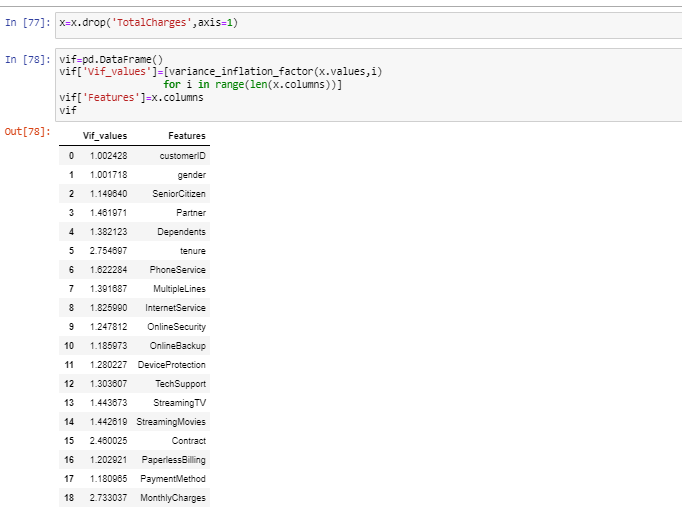 In [77]: x=x.drop('TotalCharges',axis=1)
In [78]: vif=pd.DataFrame()
vif['Vif_values']=[variance_inflation_factor(x.values,i)
for i in range(len(x.columns))]
vif['Features']=x.columns
vif
Out[78]:
Vif_values Features
0 1.002428 customerID
1 1.001718 gender
2 1.149640 SeniorCitizen
3 1.461971 Partner
4 1.382123 Dependents
5 2.754697 tenure
6 1.622284 PhoneService
7 1.391687 MultipleLines
8 1.825990 InternetService
9 1.247812 OnlineSecurity
10 1.185973 OnlineBackup
11 1.280227 DeviceProtection
12 1.303607 TechSupport
13 1.443673 StreamingTV
14 1.442619 StreamingMovies
15 2.460025 Contract
16 1.202921 PaperlessBilling
17 1.180965 PaymentMethod
18 2.733037 MonthlyCharges